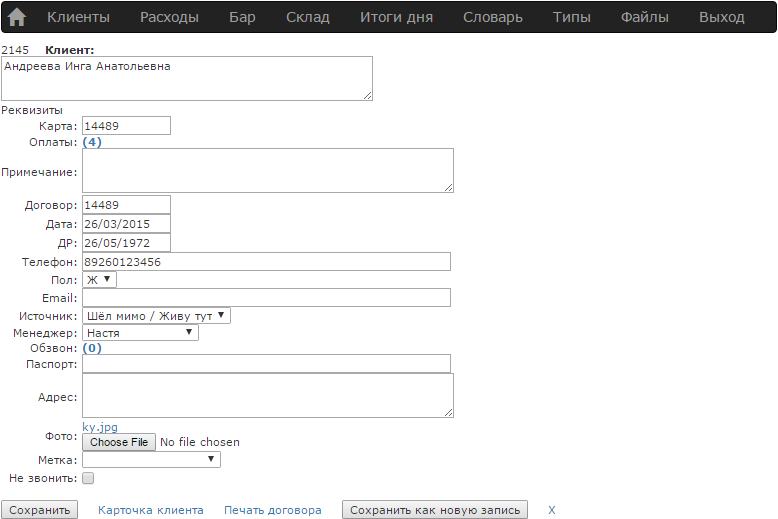 Клиенты Расходы Бар Склад Итоги дня Словарь Типы Файлы Выход
2145 Клиент:
Андреева Инга Анатольевна
Реквизиты
Карта: 14489
Оплаты: (4)
Примечание:
Договор: 14489
Дата: 26/03/2015
ДР: 26/05/1972
Телефон: 89260123456
Пол: Ж
Email:
Источник: Шёл мимо / Живу тут
Менеджер: Настя
Обзвон: (0)
Паспорт:
Адрес:
ky.jpg
Фото: Choose File No file chosen
Метка:
Не звонить:
Сохранить Карточка клиента Печать договора Сохранить как новую запись X